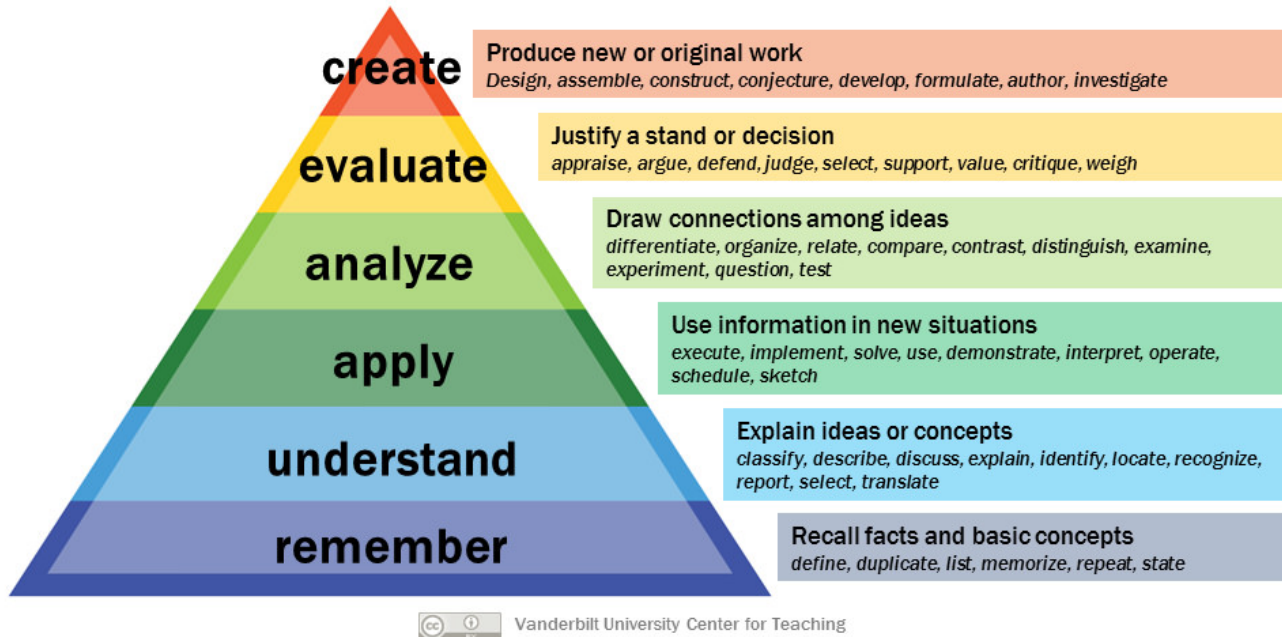 create
Produce new or original work
Design, assemble, construct, conjecture, develop, formulate, author, investigate
evaluate
Justify a stand or decision
appraise, argue, defend, judge, select, support, value, critique, weigh
analyze
Draw connections among ideas
differentiate, organize, relate, compare, contrast, distinguish, examine,
experiment, question, test
apply
Use information in new situations
execute, implement, solve, use, demonstrate, interpret, operate,
schedule, sketch
understand
Explain ideas or concepts
classify, describe, discuss, explain, identify, locate, recognize,
report, select, translate
remember
Recall facts and basic concepts
define, duplicate, list, memorize, repeat, state
cc
Vanderbilt University Center for Teaching